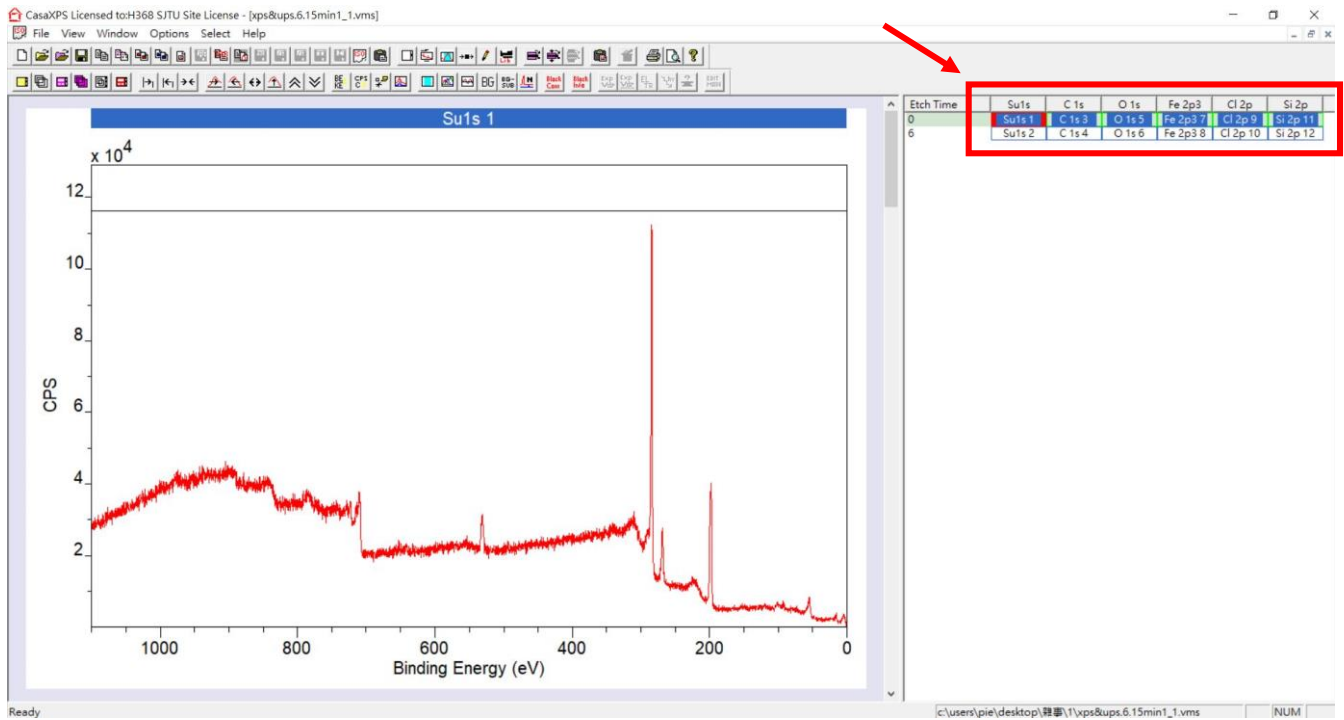 CasaXPS Licensed to:H368 SJTU Site License - [xps&ups.6.15min1_1.vms]
File View Window Options Select Help
Su1s 1
x 10⁴
12
10
8
6
4
2
CPS
1000 800 600 400 200 0
Binding Energy (eV)
Etch Time Su1s C 1s O 1s Fe 2p3 Cl 2p Si 2p
0 Su1s 1 C 1s 3 O 1s 5 Fe 2p3 7 Cl 2p 9 Si 2p 11
6 Su1s 2 C 1s 4 O 1s 6 Fe 2p3 8 Cl 2p 10 Si 2p 12
Ready c:\users\pie\desktop\雜事\1\xps&ups.6.15min1_1.vms NUM